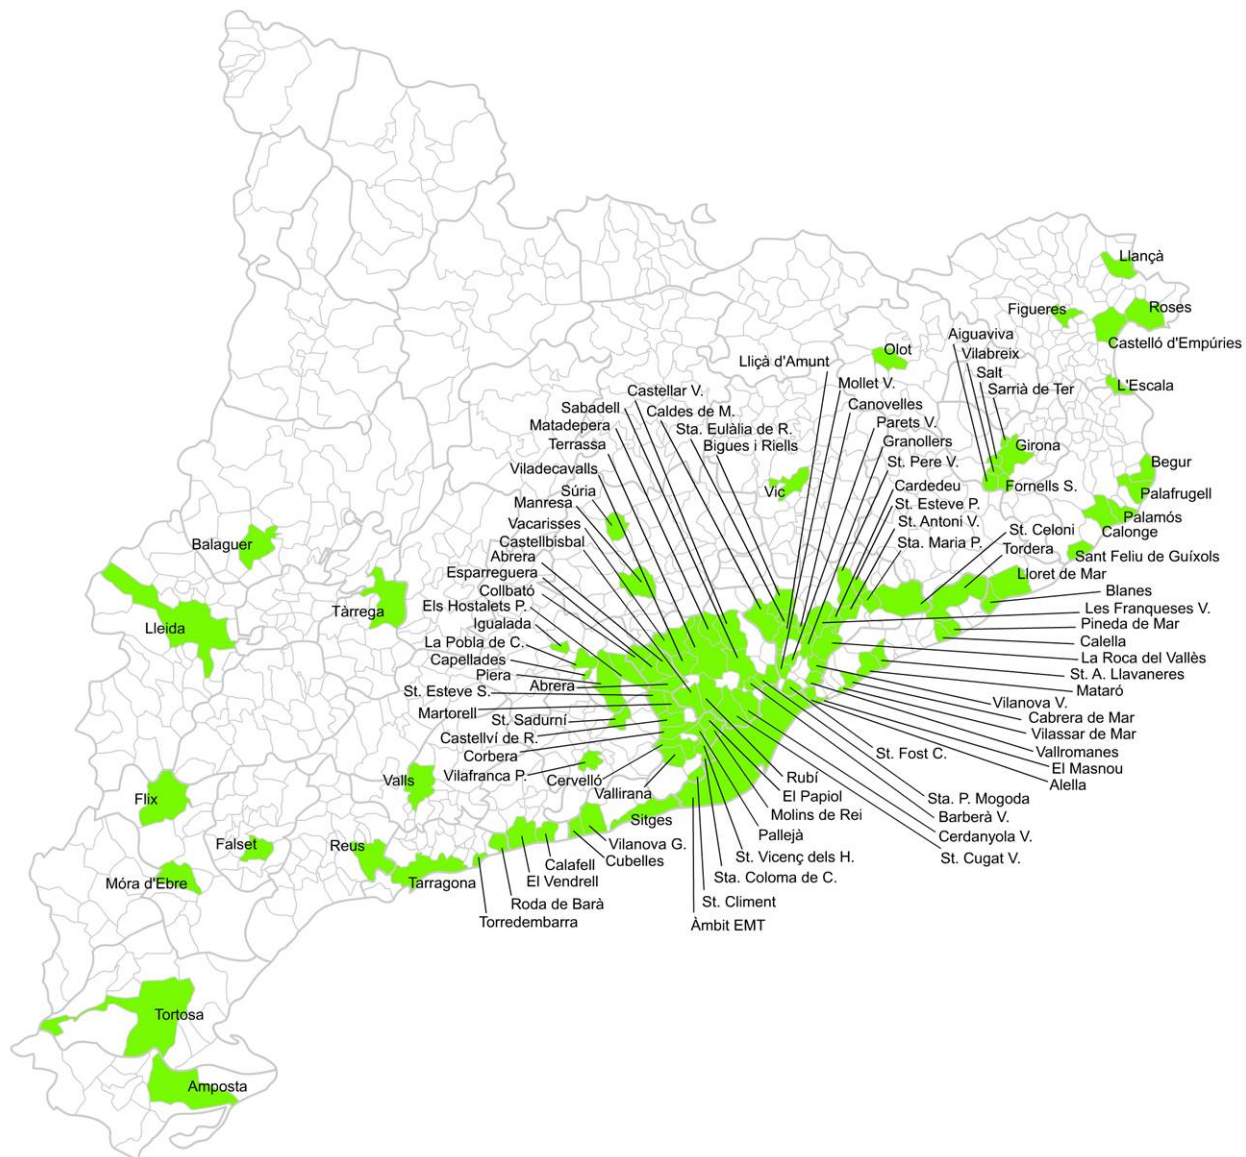 Llançà
Figueres
Roses
Castelló d'Empúries
Aiguaviva
Vilabreix
Salt
Sarrià de Ter
Olot
L'Escala
Lliçà d'Amunt
Mollet V.
Castellar V.
Caldes de M.
Canovelles
Sabadell
Sta. Eulàlia de R.
Parets V.
Matadepera
Bigues i Riells
Granollers
Girona
Terrassa
St. Pere V.
Begur
Viladecavalls
Cardedeu
Fornells S.
Súria
Vic
Palafrugell
Manresa
St. Esteve P.
Palamós
Vacarisses
St. Antoni V.
St. Celoni
Calonge
Castellbisbal
Sta. Maria P.
Tordera
Balaguer
Abrera
Sant Feliu de Guíxols
Esparreguera
Lloret de Mar
Collbató
Blanes
Els Hostalets P.
Les Franqueses V.
Tàrrega
Igualada
Pineda de Mar
Lleida
La Pobla de C.
Calella
Capellades
La Roca del Vallès
Piera
Abrera
St. A. Llavaneres
St. Esteve S.
Mataró
Martorell
Vilanova V.
St. Sadurní
Cabrera de Mar
Castellví de R.
Vilassar de Mar
Corbera
St. Fost C.
Vallromanes
Vilafranca P.
Cervelló
Rubí
El Masnou
Valls
Vallirana
El Papiol
Alella
Flix
Sta. P. Mogoda
Sitges
Molins de Rei
Barberà V.
Falset
Reus
Vilanova G.
Pallejà
Cerdanyola V.
Calafell
Cubelles
St. Vicenç dels H.
St. Cugat V.
Móra d'Ebre
Tarragona
El Vendrell
Sta. Coloma de C.
Roda de Barà
St. Climent
Torredembarra
Àmbit EMT
Tortosa
Amposta